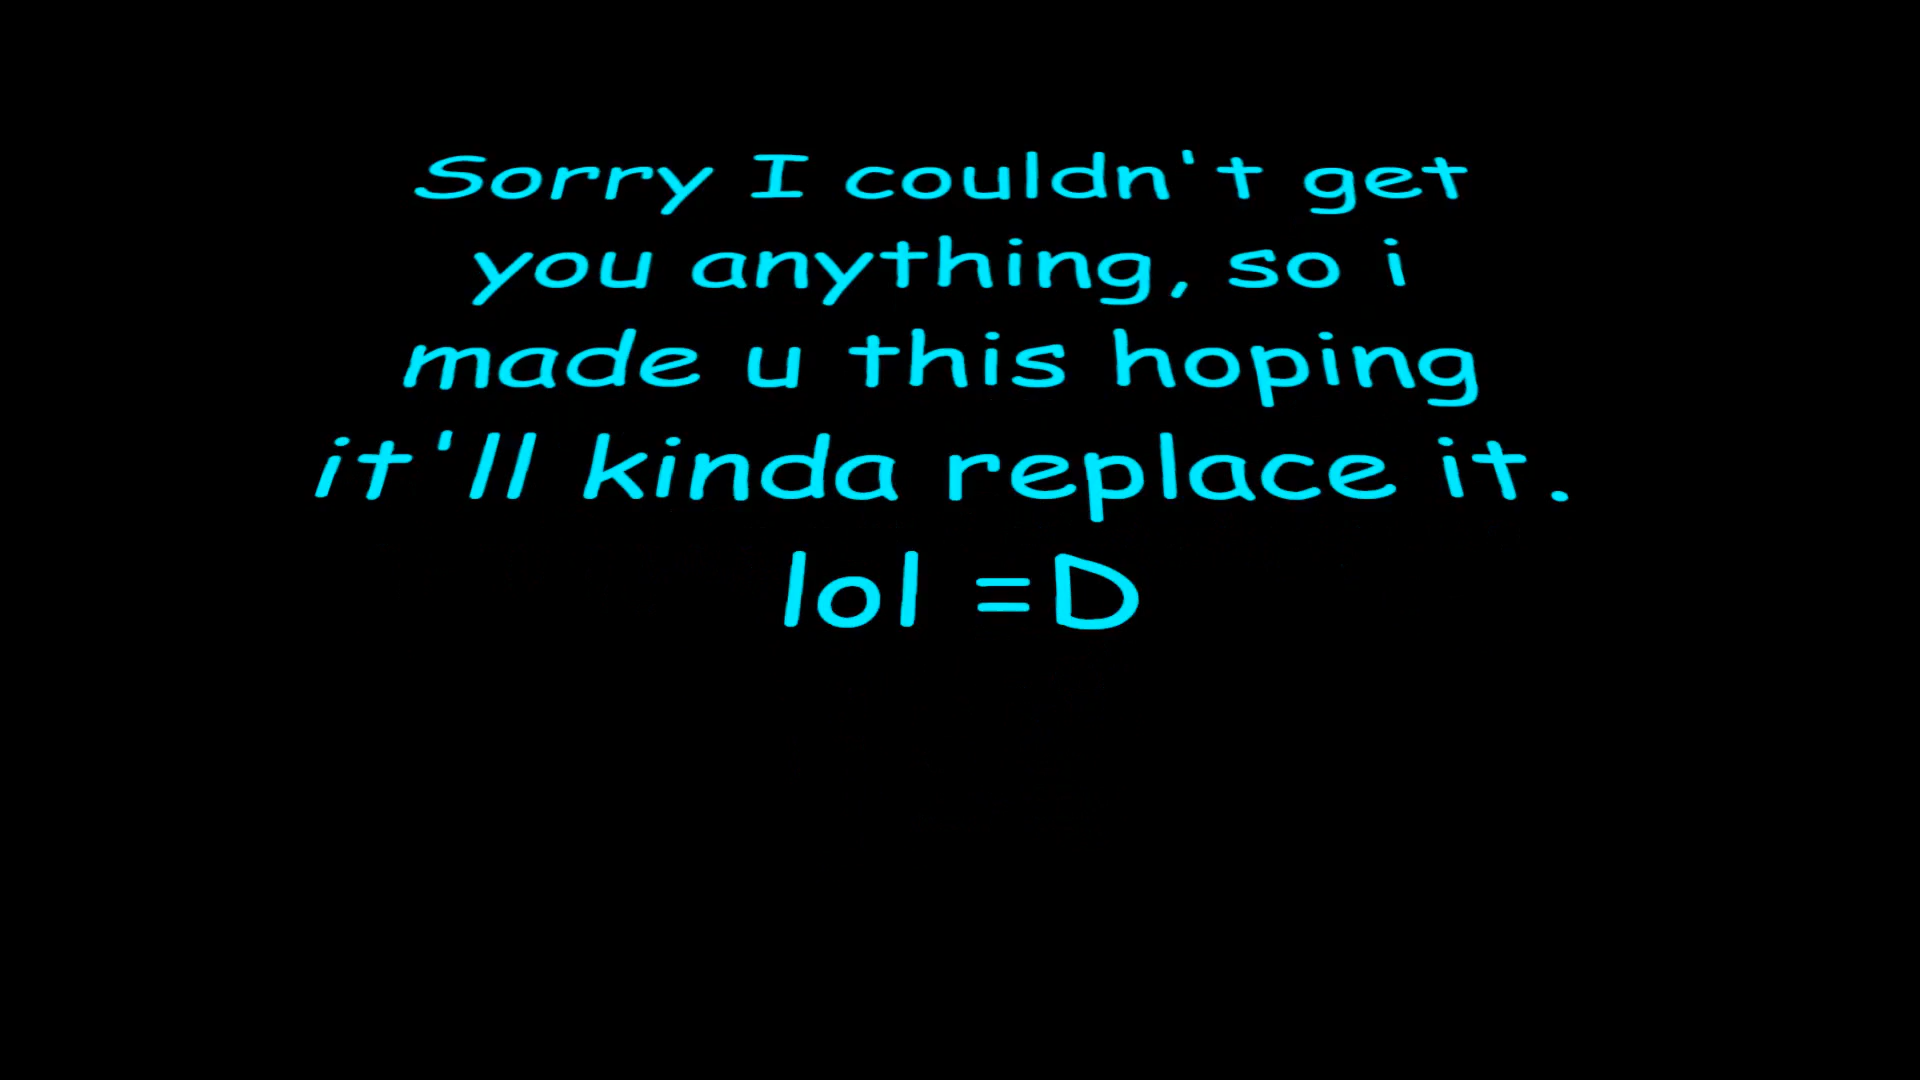 Sorry I couldn't get
you anything, so i
made u this hoping
it'll kinda replace it.
lol =D